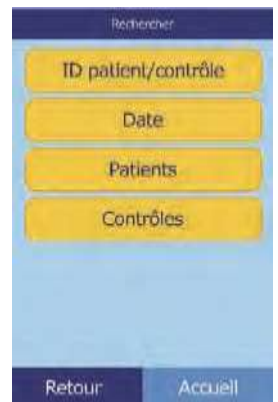 Rechercher
ID patient/contrôle
Date
Patients
Contrôles
Retour Accueil